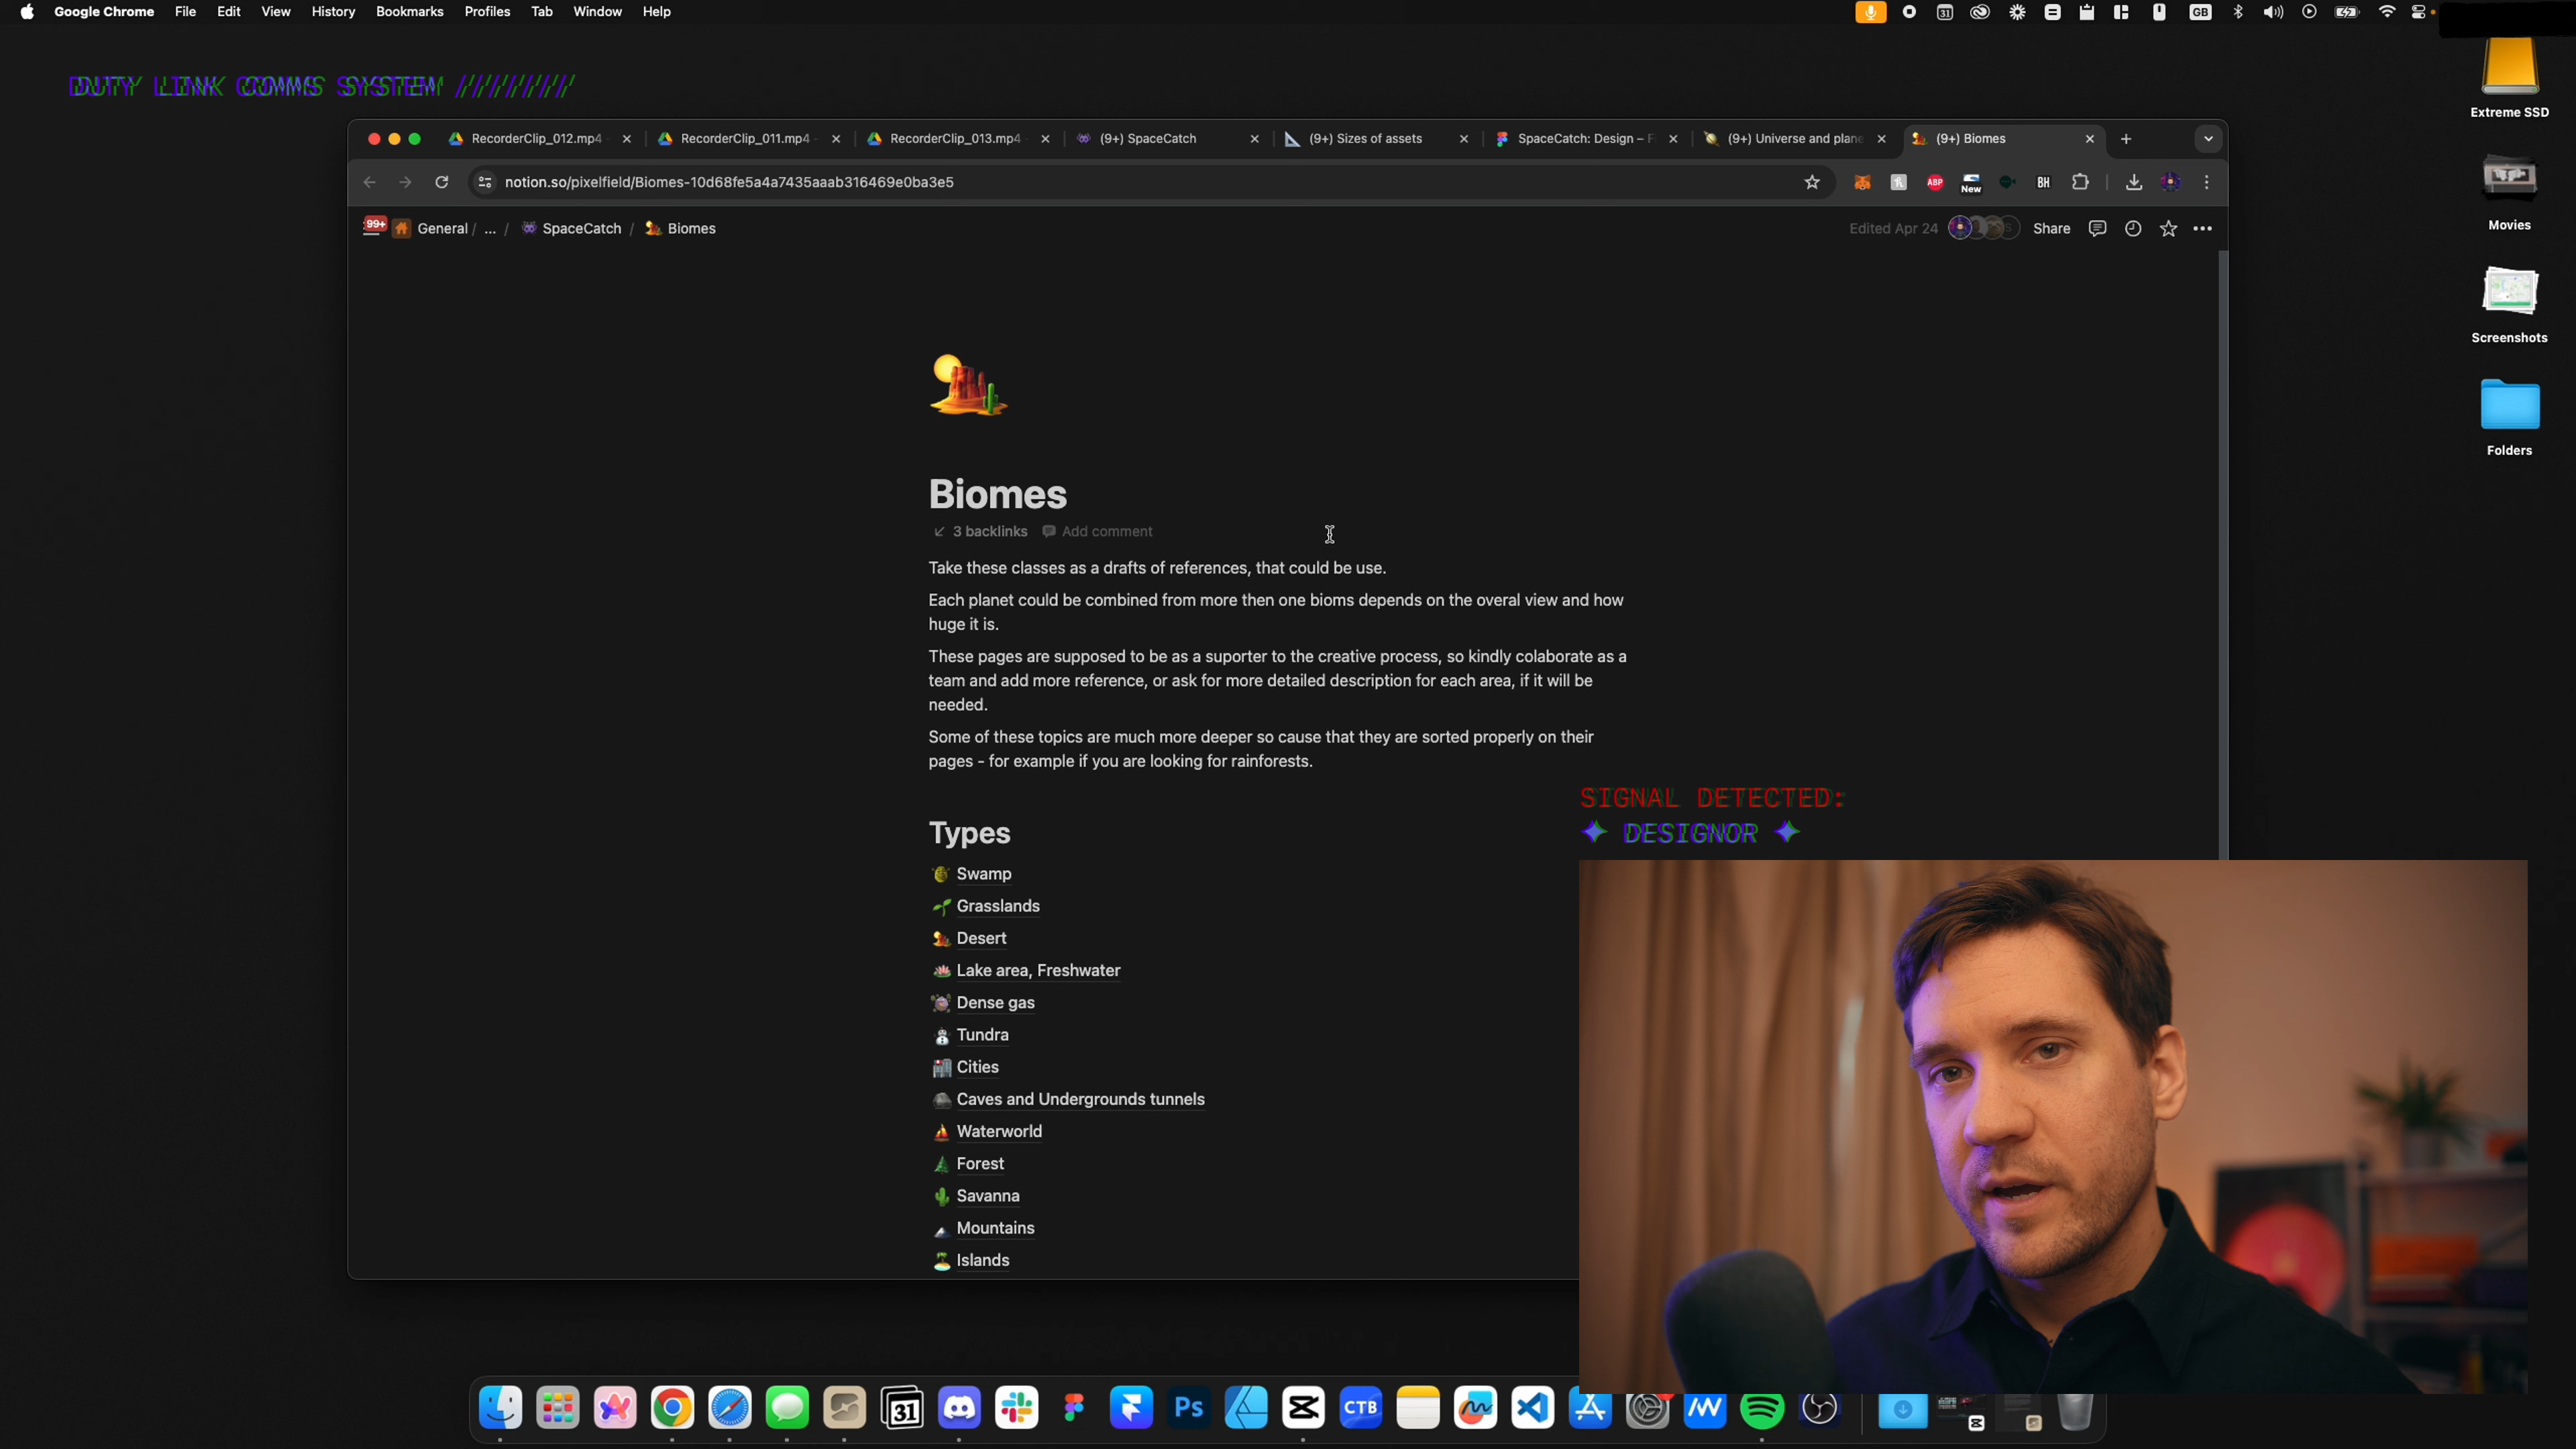 Google Chrome File Edit View History Bookmarks Profiles Tab Window Help
31 GB
DUTY LINK COMMS SYSTEM ////////////
Extreme SSD
Movies
Screenshots
Folders
RecorderClip_012.mp4 RecorderClip_011.mp4 RecorderClip_013.mp4 (9+) SpaceCatch (9+) Sizes of assets SpaceCatch: Design – F (9+) Universe and plane (9+) Biomes
notion.so/pixelfield/Biomes-10d68fe5a4a7435aaab316469e0ba3e5
ABP New BH
99+ General / ... / SpaceCatch / Biomes
Edited Apr 24 S Share
Biomes
3 backlinks Add comment
Take these classes as a drafts of references, that could be use.
Each planet could be combined from more then one bioms depends on the overal view and how
huge it is.
These pages are supposed to be as a suporter to the creative process, so kindly colaborate as a
team and add more reference, or ask for more detailed description for each area, if it will be
needed.
Some of these topics are much more deeper so cause that they are sorted properly on their
pages - for example if you are looking for rainforests.
SIGNAL DETECTED:
✦ DESIGNOR ✦
Types
Swamp
Grasslands
Desert
Lake area, Freshwater
Dense gas
Tundra
Cities
Caves and Undergrounds tunnels
Waterworld
Forest
Savanna
Mountains
Islands
31 Ps CTB